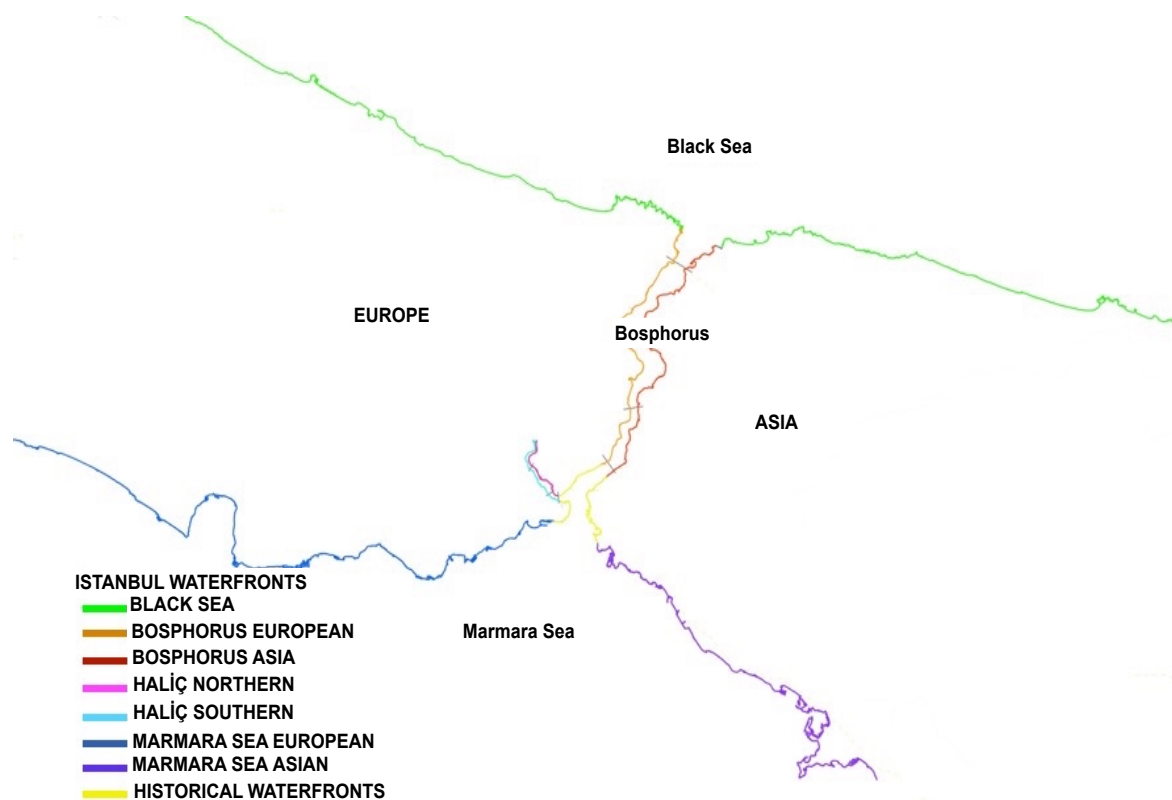 Black Sea
EUROPE
Bosphorus
ASIA
ISTANBUL WATERFRONTS
BLACK SEA
BOSPHORUS EUROPEAN
Marmara Sea
BOSPHORUS ASIA
HALİÇ NORTHERN
HALİÇ SOUTHERN
MARMARA SEA EUROPEAN
MARMARA SEA ASIAN
HISTORICAL WATERFRONTS